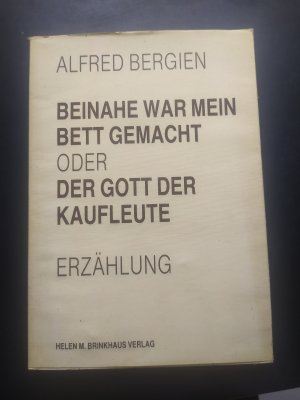 ALFRED BERGIEN
BEINAHE WAR MEIN
BETT GEMACHT
ODER
DER GOTT DER
KAUFLEUTE
ERZÄHLUNG
HELEN M. BRINKHAUS VERLAG